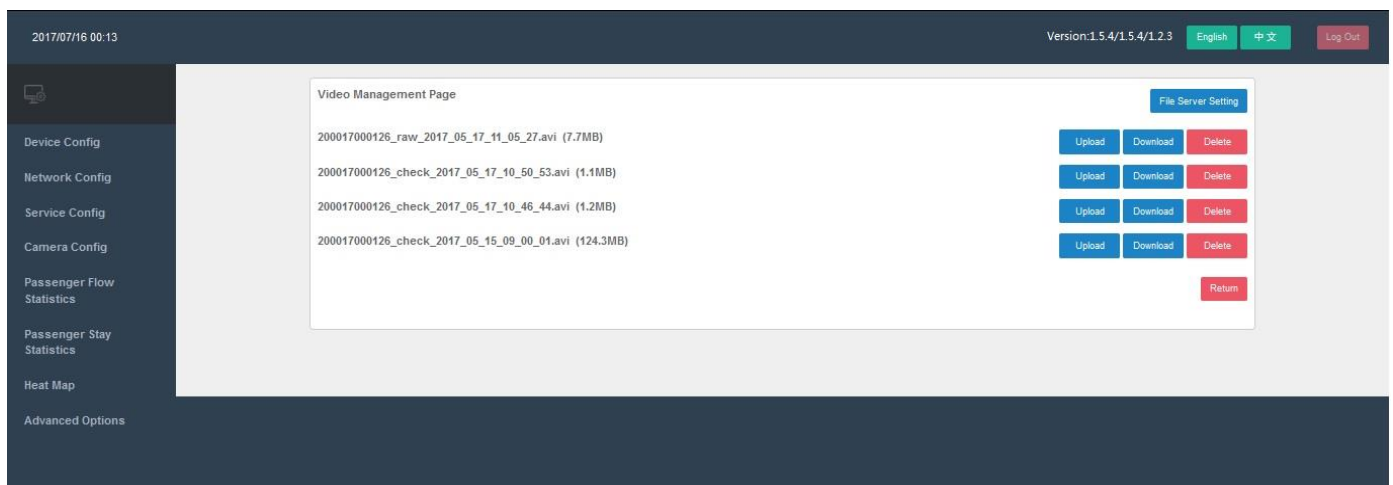 2017/07/16 00:13
Version:1.5.4/1.5.4/1.2.3
English
中文
Log Out
Device Config
Network Config
Service Config
Camera Config
Passenger Flow
Statistics
Passenger Stay
Statistics
Heat Map
Advanced Options
Video Management Page
File Server Setting
200017000126_raw_2017_05_17_11_05_27.avi (7.7MB)
Upload
Download
Delete
200017000126_check_2017_05_17_10_50_53.avi (1.1MB)
Upload
Download
Delete
200017000126_check_2017_05_17_10_46_44.avi (1.2MB)
Upload
Download
Delete
200017000126_check_2017_05_15_09_00_01.avi (124.3MB)
Upload
Download
Delete
Return